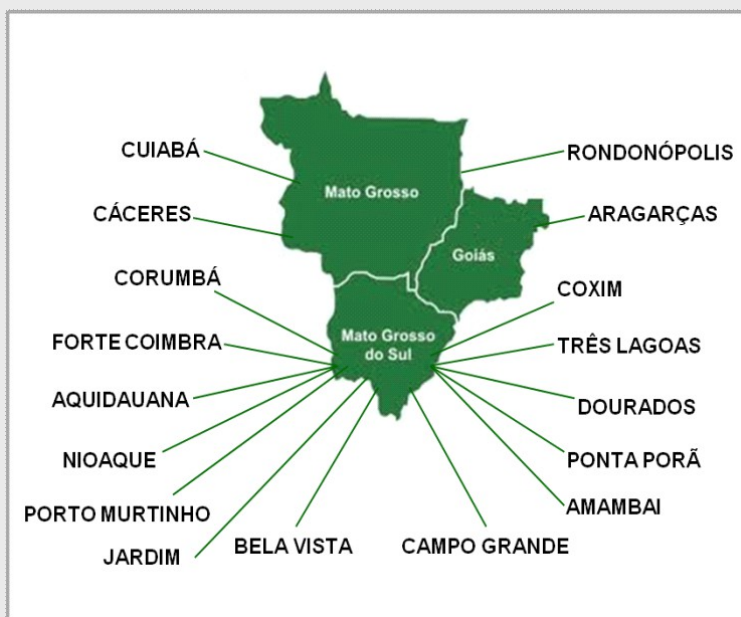 CUIABÁ
RONDONÓPOLIS
Mato Grosso
CÁCERES
ARAGARÇAS
Goiás
CORUMBÁ
COXIM
FORTE COIMBRA
Mato Grosso
do Sul
TRÊS LAGOAS
AQUIDAUANA
DOURADOS
NIOAQUE
PONTA PORÃ
PORTO MURTINHO
AMAMBAI
JARDIM
BELA VISTA
CAMPO GRANDE